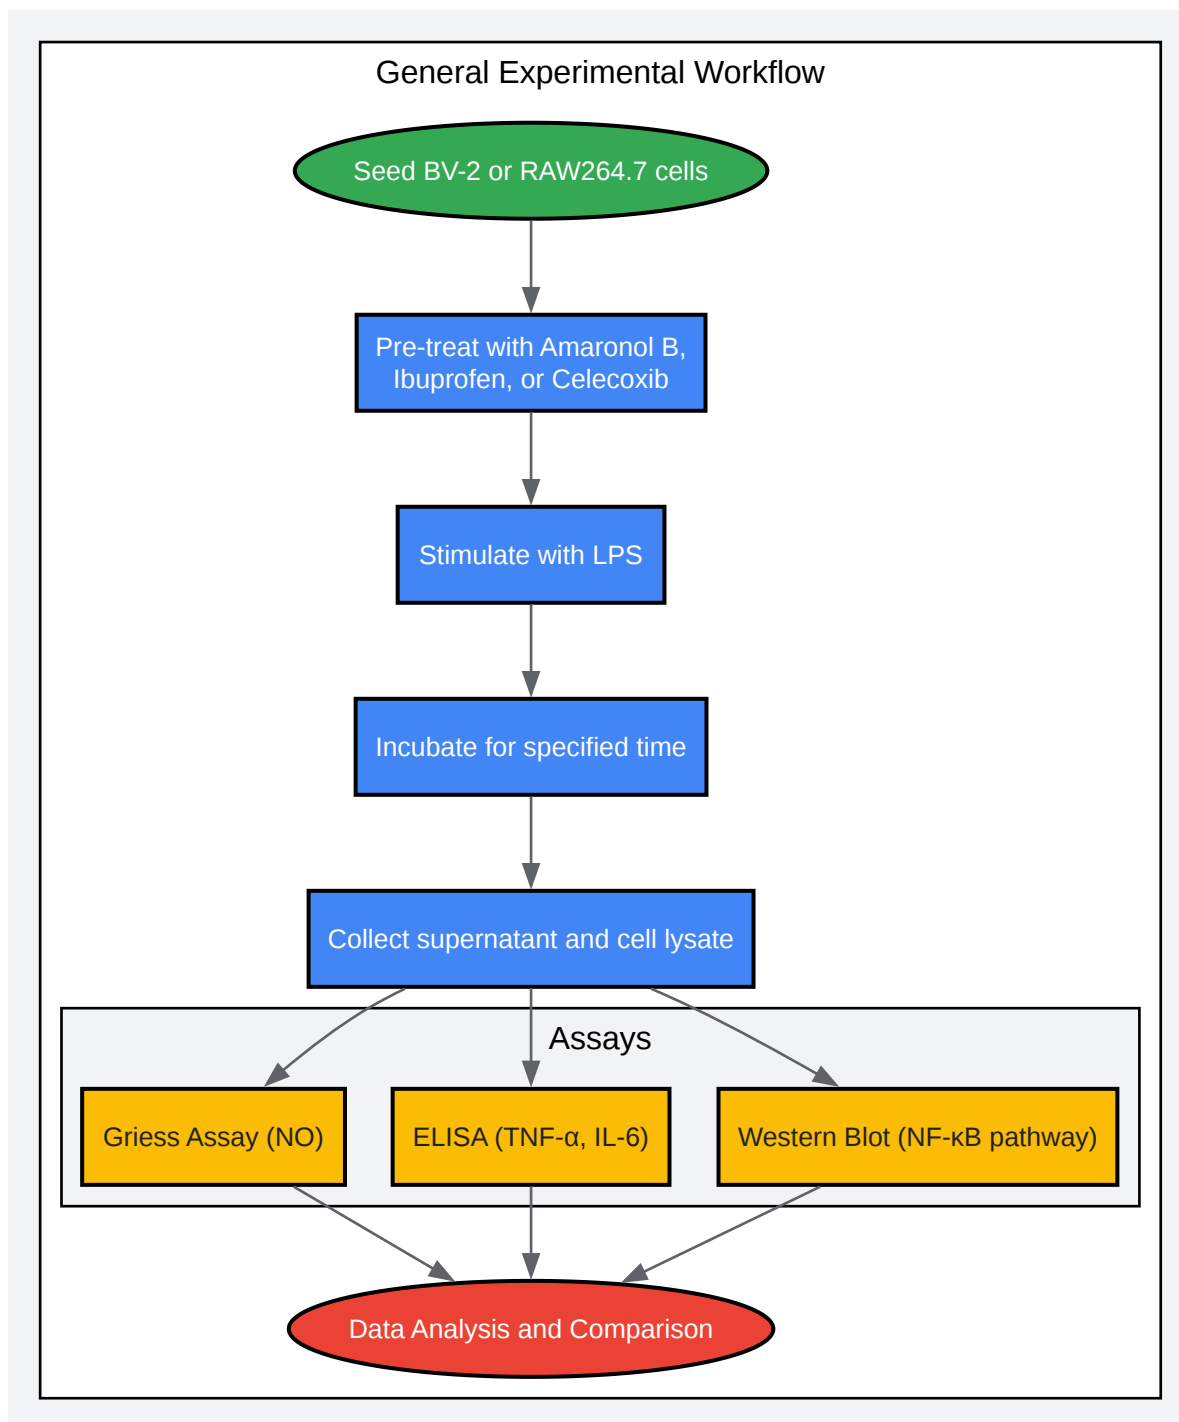 General Experimental Workflow
Seed BV-2 or RAW264.7 cells
Pre-treat with Amaronol B,
Ibuprofen, or Celecoxib
Stimulate with LPS
Incubate for specified time
Collect supernatant and cell lysate
Assays
Griess Assay (NO)
ELISA (TNF-α, IL-6)
Western Blot (NF-κB pathway)
Data Analysis and Comparison